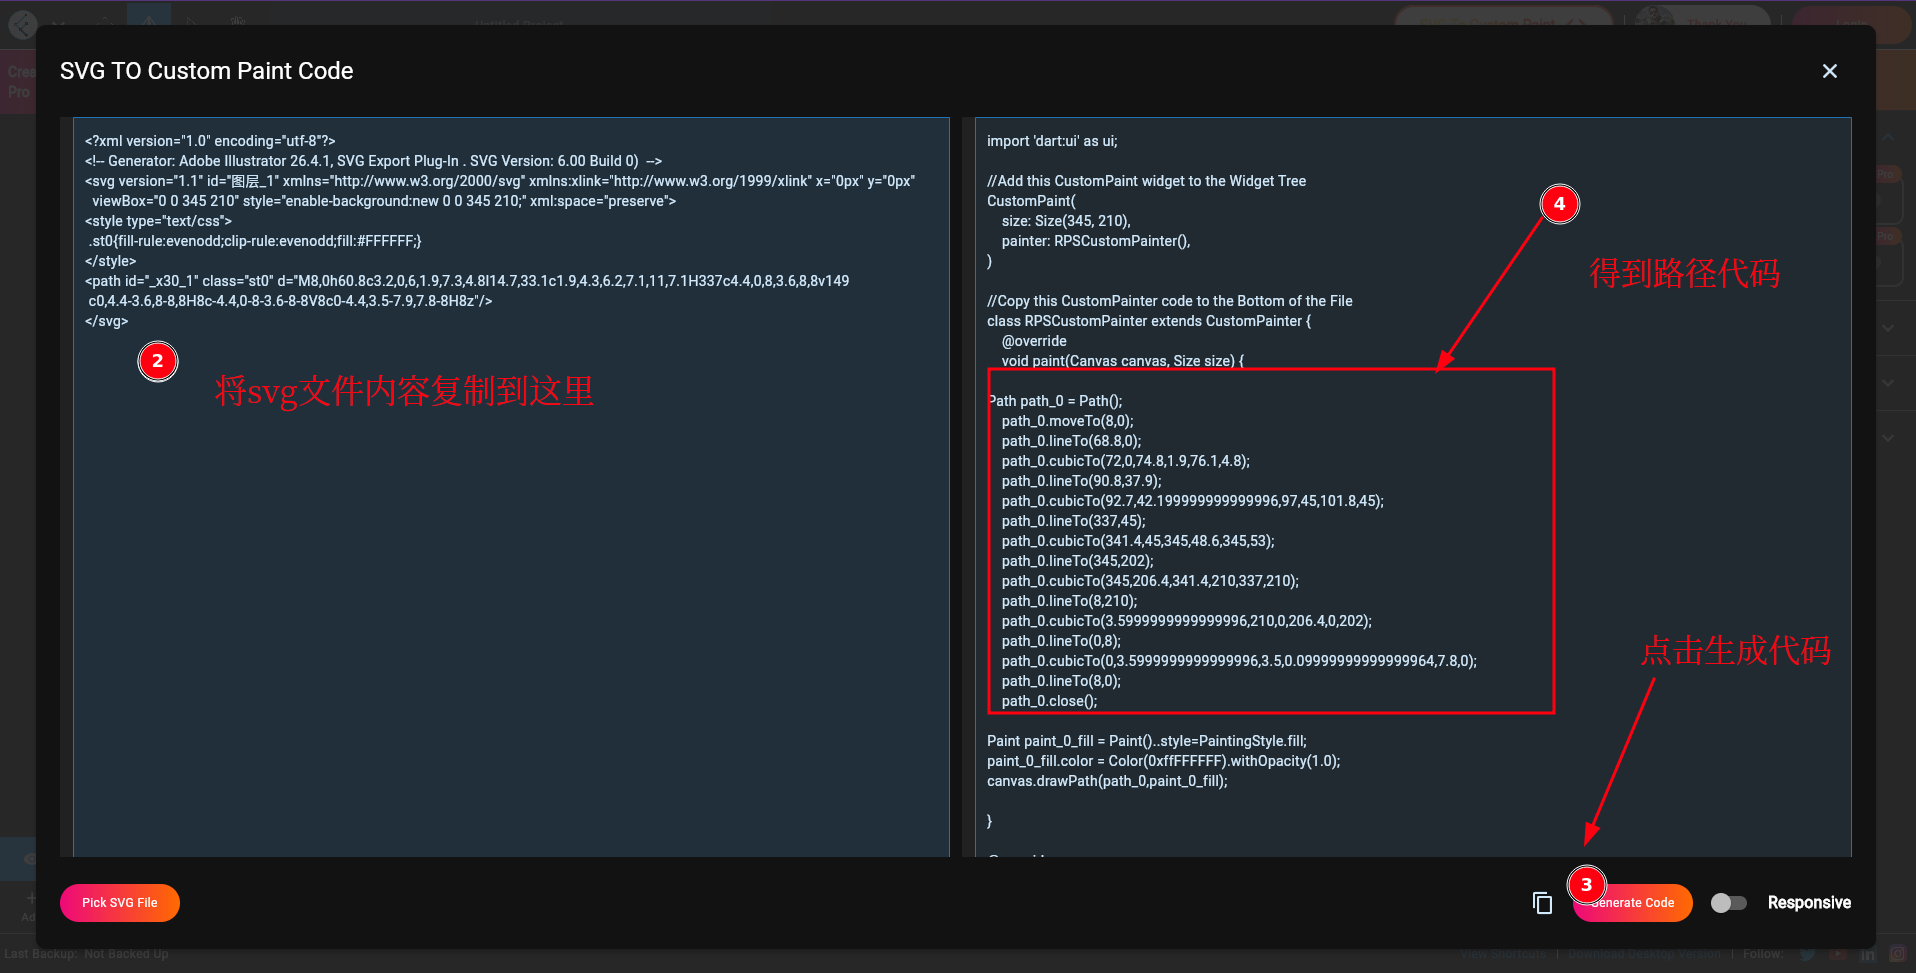 Untitled Project
Custom Paint
Thank You
Login
Crea
Pro
SVG TO Custom Paint Code
<?xml version="1.0" encoding="utf-8"?>
<!-- Generator: Adobe Illustrator 26.4.1, SVG Export Plug-In . SVG Version: 6.00 Build 0)  -->
<svg version="1.1" id="图层_1" xmlns="http://www.w3.org/2000/svg" xmlns:xlink="http://www.w3.org/1999/xlink" x="0px" y="0px"
viewBox="0 0 345 210" style="enable-background:new 0 0 345 210;" xml:space="preserve">
<style type="text/css">
.st0{fill-rule:evenodd;clip-rule:evenodd;fill:#FFFFFF;}
</style>
<path id="_x30_1" class="st0" d="M8,0h60.8c3.2,0,6,1.9,7.3,4.8l14.7,33.1c1.9,4.3,6.2,7.1,11,7.1H337c4.4,0,8,3.6,8,8v149
c0,4.4-3.6,8-8,8H8c-4.4,0-8-3.6-8-8V8c0-4.4,3.5-7.9,7.8-8H8z"/>
</svg>
2
将svg文件内容复制到这里
import 'dart:ui' as ui;
//Add this CustomPaint widget to the Widget Tree
CustomPaint(
size: Size(345, 210),
painter: RPSCustomPainter(),
)
//Copy this CustomPainter code to the Bottom of the File
class RPSCustomPainter extends CustomPainter {
@override
void paint(Canvas canvas, Size size) {
Path path_0 = Path();
path_0.moveTo(8,0);
path_0.lineTo(68.8,0);
path_0.cubicTo(72,0,74.8,1.9,76.1,4.8);
path_0.lineTo(90.8,37.9);
path_0.cubicTo(92.7,42.199999999999996,97,45,101.8,45);
path_0.lineTo(337,45);
path_0.cubicTo(341.4,45,345,48.6,345,53);
path_0.lineTo(345,202);
path_0.cubicTo(345,206.4,341.4,210,337,210);
path_0.lineTo(8,210);
path_0.cubicTo(3.5999999999999996,210,0,206.4,0,202);
path_0.lineTo(0,8);
path_0.cubicTo(0,3.5999999999999996,3.5,0.09999999999999964,7.8,0);
path_0.lineTo(8,0);
path_0.close();
Paint paint_0_fill = Paint()..style=PaintingStyle.fill;
paint_0_fill.color = Color(0xffFFFFFF).withOpacity(1.0);
canvas.drawPath(path_0,paint_0_fill);
}
4
得到路径代码
点击生成代码
3
Pro
Pro
Pick SVG File
Generate Code
Responsive
Ad
Last Backup: Not Backed Up
View Shortcuts | Download Desktop Version | Follow: